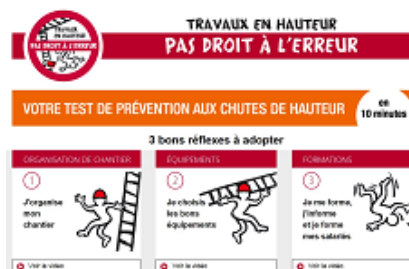 TRAVAUX EN HAUTEUR
PAS DROIT À L'ERREUR
TRAVAUX
EN HAUTEUR
PAS DROIT À L'ERREUR
VOTRE TEST DE PRÉVENTION AUX CHUTES DE HAUTEUR
en
10 minutes
3 bons réflexes à adopter
ORGANISATION DE CHANTIER
1
J'organise
mon
chantier
Voir la vidéo
ÉQUIPEMENTS
2
Je choisis
les bons
équipements
Voir la vidéo
FORMATIONS
3
Je me forme,
j'informe
et je forme
mes salariés
Voir la vidéo